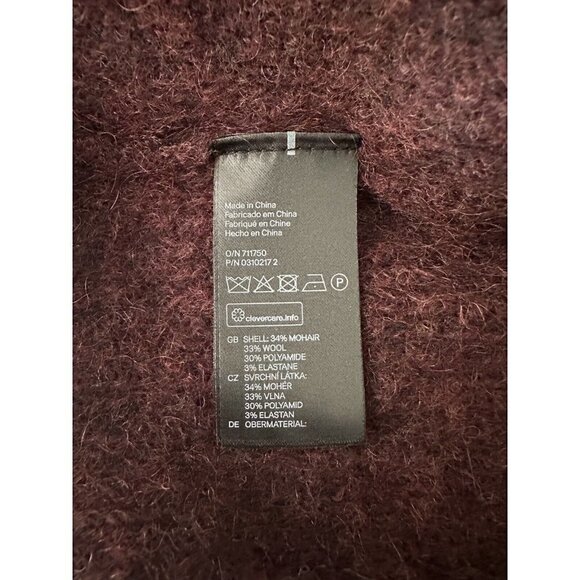 Made in China
Fabricado em China
Fabriqué en Chine
Hecho en China
O/N 711750
P/N 0310217 2
P
clevercare.info
GB SHELL: 34% MOHAIR
33% WOOL
30% POLYAMIDE
3% ELASTANE
CZ SVRCHNÍ LÁTKA:
34% MOHÉR
33% VLNA
30% POLYAMID
3% ELASTAN
DE OBERMATERIAL: